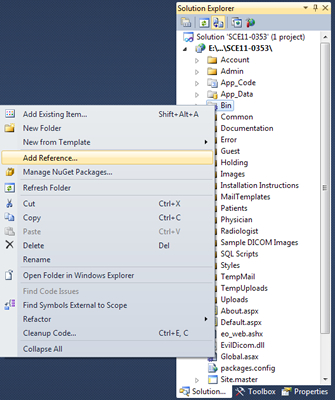 Solution Explorer
Solution 'SCE11-0353' (1 project)
E:\...\SCE11-0353\
Account
Admin
App_Code
App_Data
Bin
Common
Documentation
Error
Guest
Holding
Images
Installation Instructions
MailTemplates
Patients
Physician
Radiologist
Sample DICOM Images
SQL Scripts
Styles
TempMail
TempUploads
Uploads
About.aspx
Default.aspx
eo_web.ashx
EvilDicom.dll
Global.asax
packages.config
Site.master
Solution...
Toolbox
Properties
Add Existing Item... Shift+Alt+A
New Folder
New from Template
Add Reference...
Manage NuGet Packages...
Refresh Folder
Cut Ctrl+X
Copy Ctrl+C
Paste Ctrl+V
Delete Del
Rename
Open Folder in Windows Explorer
Find Code Issues
Find Symbols External to Scope
Refactor
Cleanup Code... Ctrl+E, C
Collapse All